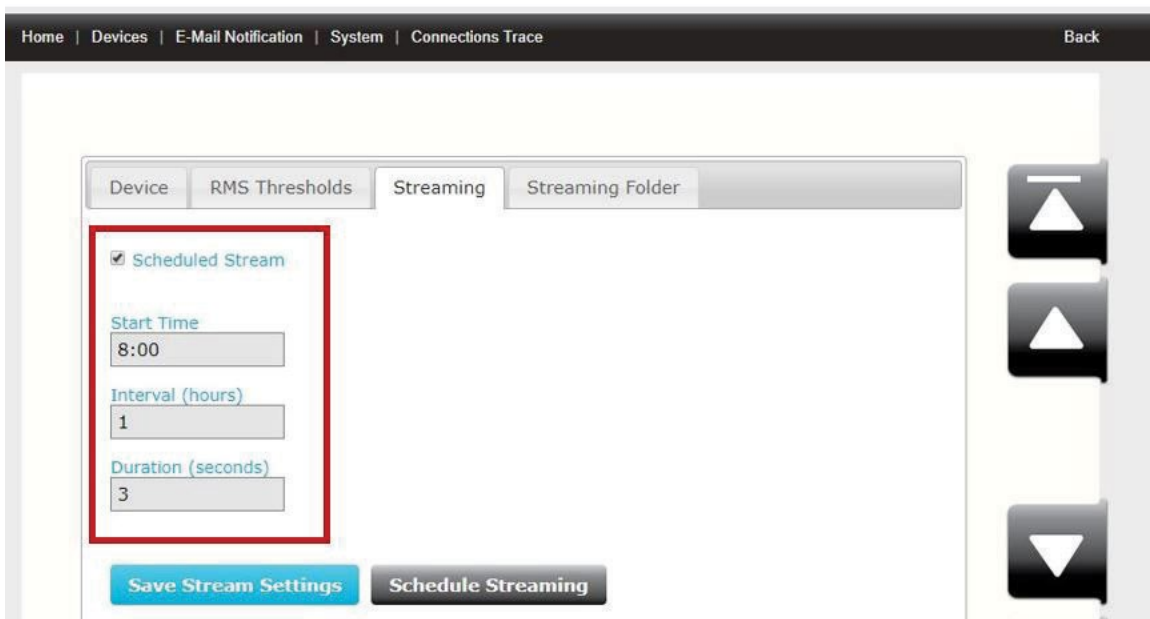 Home | Devices | E-Mail Notification | System | Connections Trace Back
Device RMS Thresholds Streaming Streaming Folder
Scheduled Stream
Start Time
8:00
Interval (hours)
1
Duration (seconds)
3
Save Stream Settings Schedule Streaming